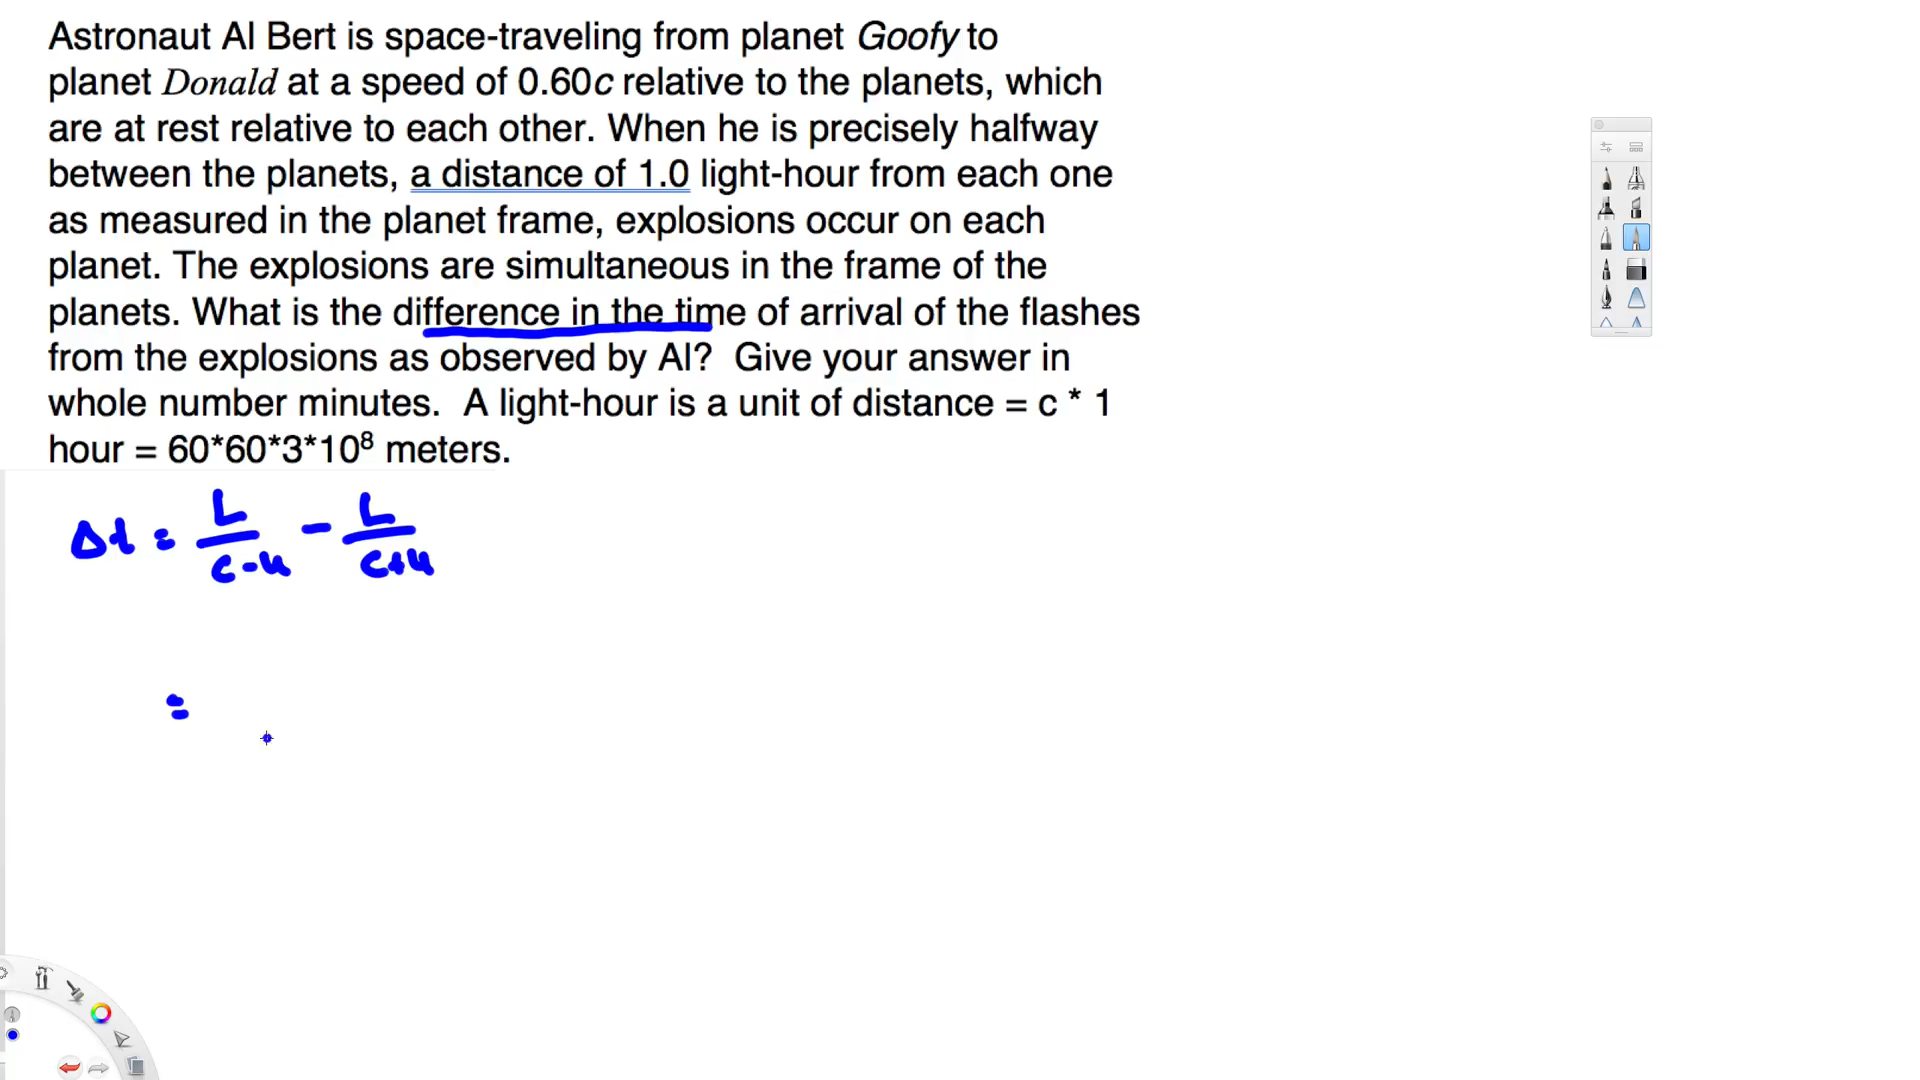 Astronaut Al Bert is space-traveling from planet Goofy to
planet Donald at a speed of 0.60c relative to the planets, which
are at rest relative to each other. When he is precisely halfway
between the planets, a distance of 1.0 light-hour from each one
as measured in the planet frame, explosions occur on each
planet. The explosions are simultaneous in the frame of the
planets. What is the difference in the time of arrival of the flashes
from the explosions as observed by Al?  Give your answer in
whole number minutes.  A light-hour is a unit of distance = c * 1
hour = 60*60*3*10⁸ meters.
Δt = L/(c-u) - L/(c+u)
=